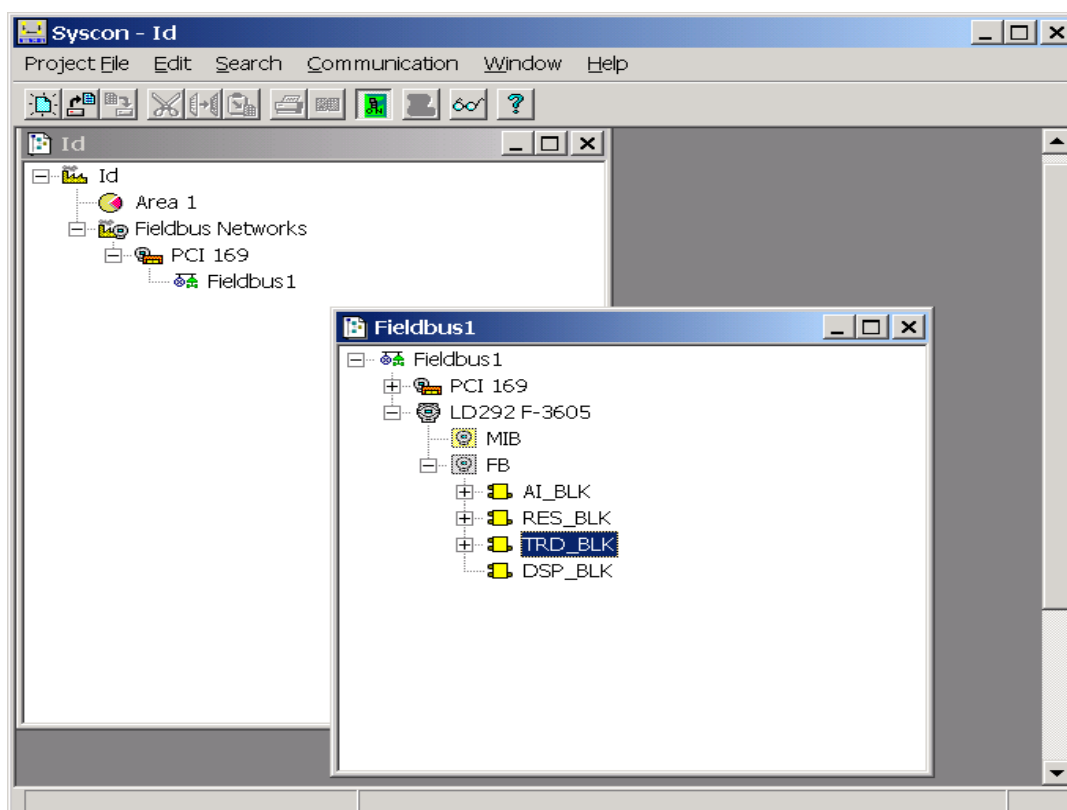 Syscon - Id
Project File Edit Search Communication Window Help
Id
Id
Area 1
Fieldbus Networks
PCI 169
Fieldbus1
Fieldbus1
Fieldbus1
PCI 169
LD292 F-3605
MIB
FB
AI_BLK
RES_BLK
TRD_BLK
DSP_BLK